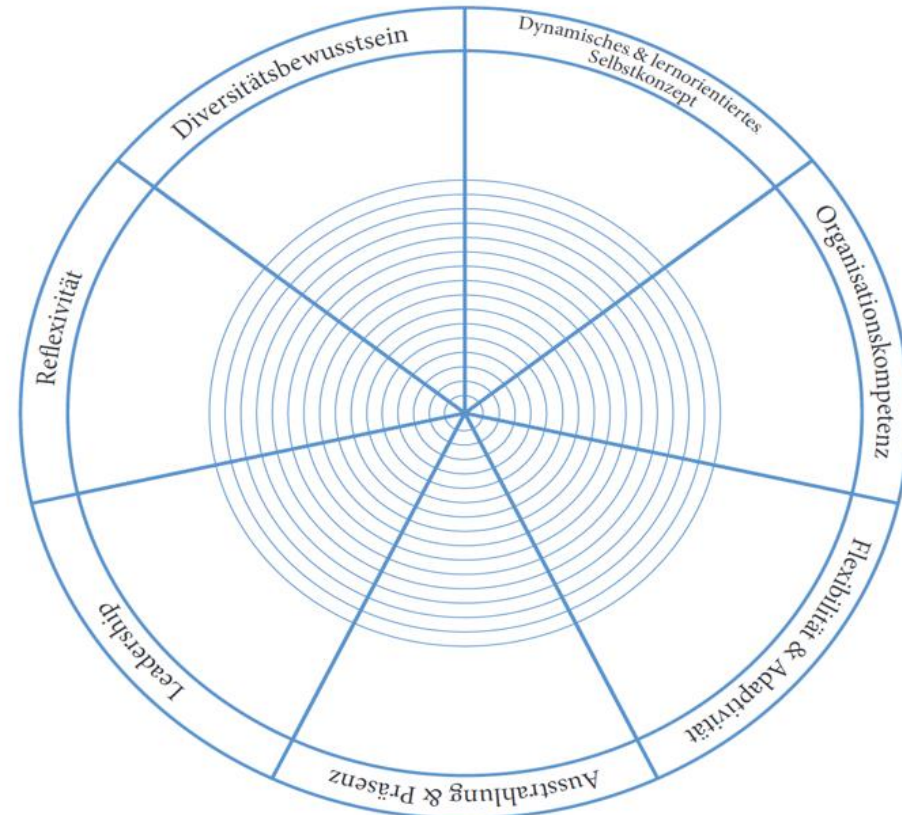 Dynamisches & lernorientiertes
Selbstkonzept
Organisationskompetenz
Flexibilität & Adaptivität
Ausstrahlung & Präsenz
Leadership
Reflexivität
Diversitätsbewusstsein